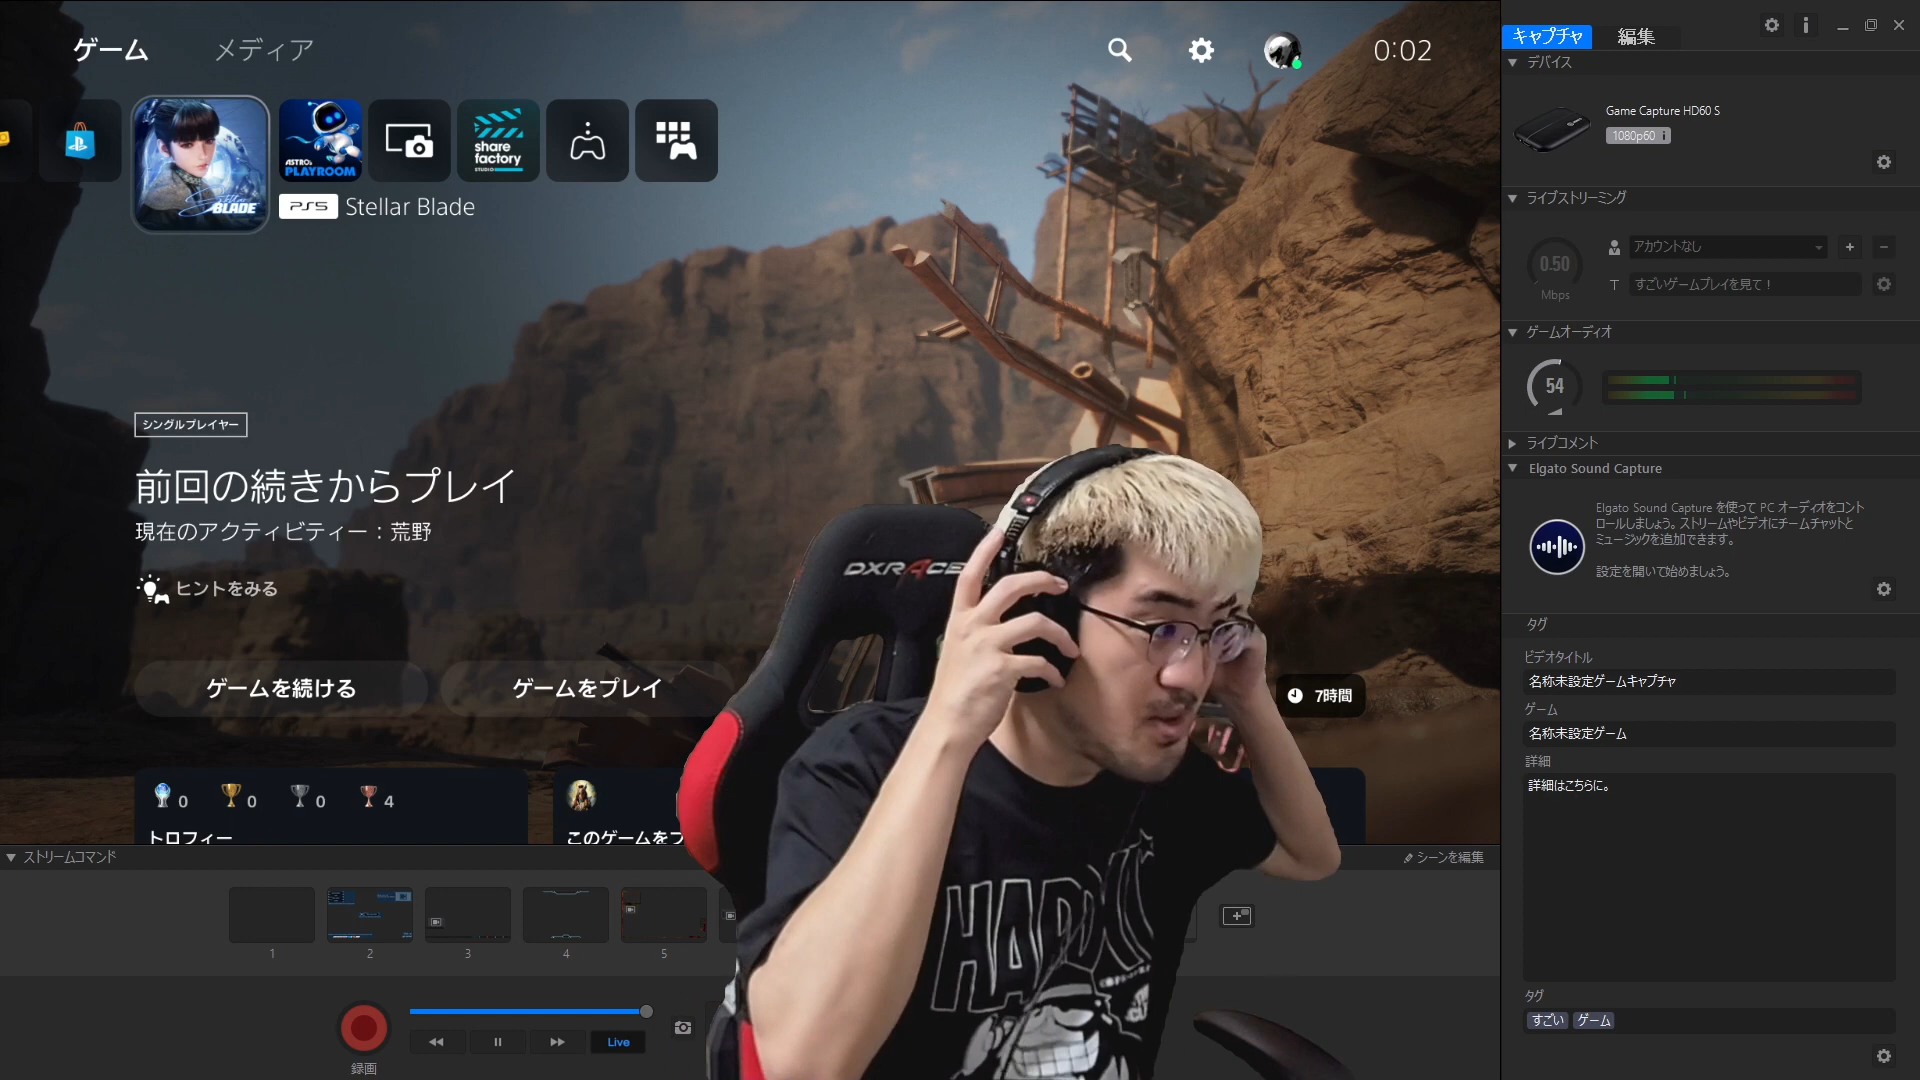 ゲーム
メディア
0:02
ASTRO's
PLAYROOM
share
factory
STUDIO
Stellar
BLADE
PS5 Stellar Blade
シングルプレイヤー
前回の続きからプレイ
現在のアクティビティー：荒野
ヒントをみる
ゲームを続ける
ゲームをプレイ
7時間
0
0
0
4
トロフィー
このゲームをプ
DXRACE
ストリームコマンド
シーンを編集
1
2
3
4
5
録画
Live
キャプチャ
編集
デバイス
Game Capture HD60 S
1080p60 i
ライブストリーミング
0.50
Mbps
アカウントなし
T すごいゲームプレイを見て！
ゲームオーディオ
54
ライブコメント
Elgato Sound Capture
Elgato Sound Capture を使って PC オーディオをコント
ロールしましょう。ストリームやビデオにチームチャットと
ミュージックを追加できます。
設定を開いて始めましょう。
タグ
ビデオタイトル
名称未設定ゲームキャプチャ
ゲーム
名称未設定ゲーム
詳細
詳細はこちらに。
タグ
すごい ゲーム